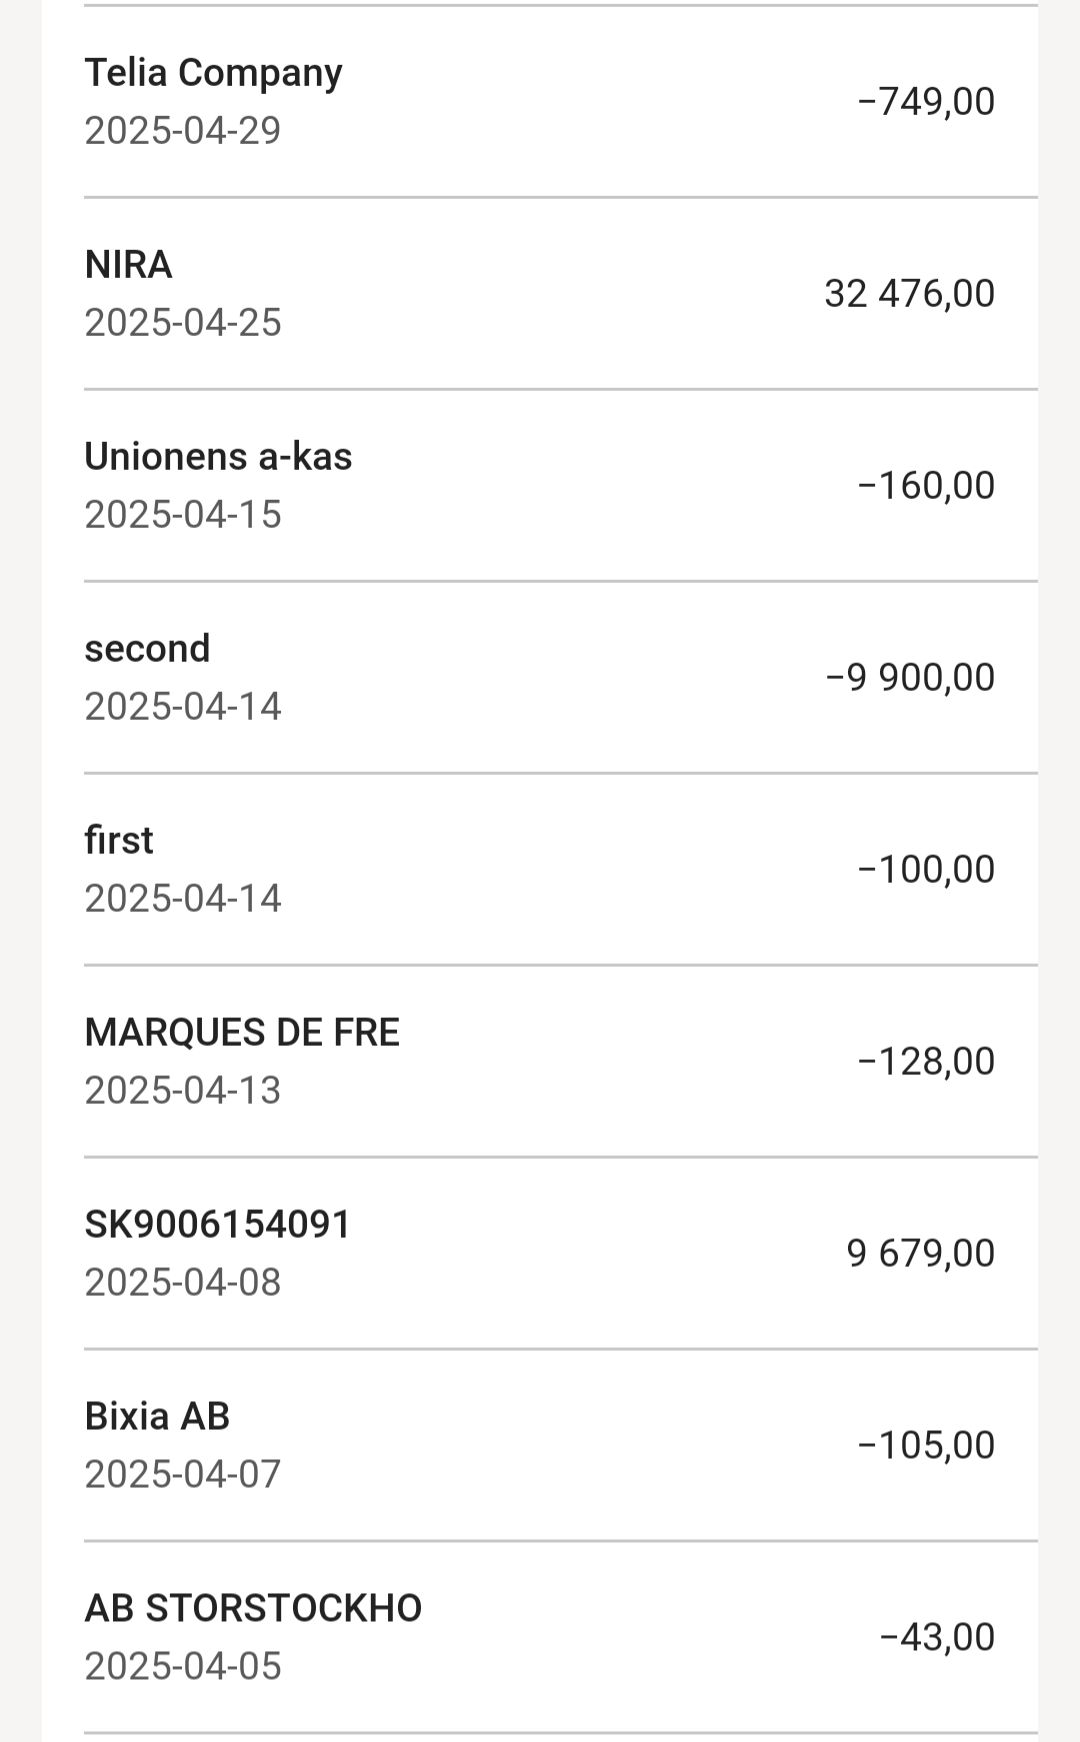 Telia Company
2025-04-29
−749,00
NIRA
2025-04-25
32 476,00
Unionens a-kas
2025-04-15
−160,00
second
2025-04-14
−9 900,00
first
2025-04-14
−100,00
MARQUES DE FRE
2025-04-13
−128,00
SK9006154091
2025-04-08
9 679,00
Bixia AB
2025-04-07
−105,00
AB STORSTOCKHO
2025-04-05
−43,00